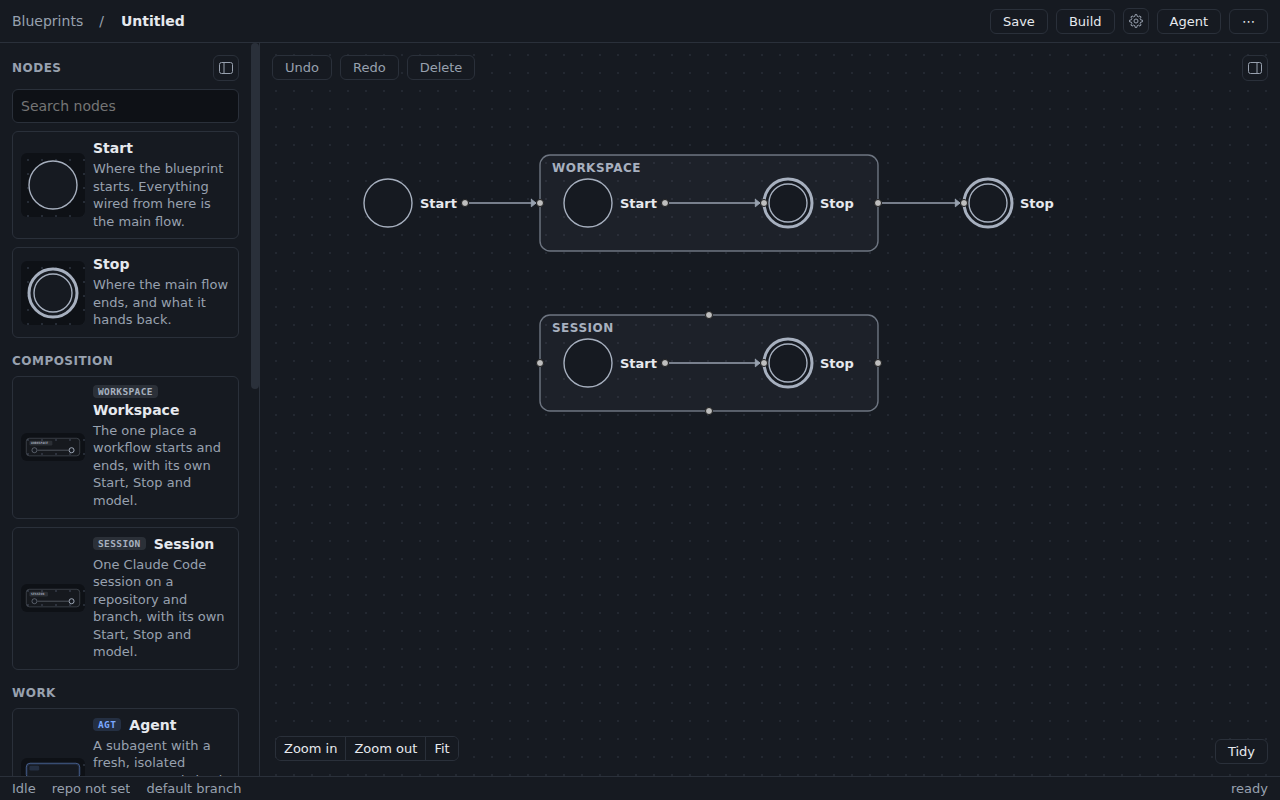 Blueprints / Untitled
Save
Build
Agent
···
NODES
Search nodes
Start
Where the blueprint
starts. Everything
wired from here is
the main flow.
Stop
Where the main flow
ends, and what it
hands back.
COMPOSITION
WORKSPACE
Workspace
The one place a
workflow starts and
ends, with its own
Start, Stop and
model.
SESSION Session
One Claude Code
session on a
repository and
branch, with its own
Start, Stop and
model.
WORK
AGT Agent
A subagent with a
fresh, isolated
Undo
Redo
Delete
WORKSPACE
Start
Start
Stop
Stop
SESSION
Start
Stop
Zoom in
Zoom out
Fit
Tidy
Idle
repo not set
default branch
ready